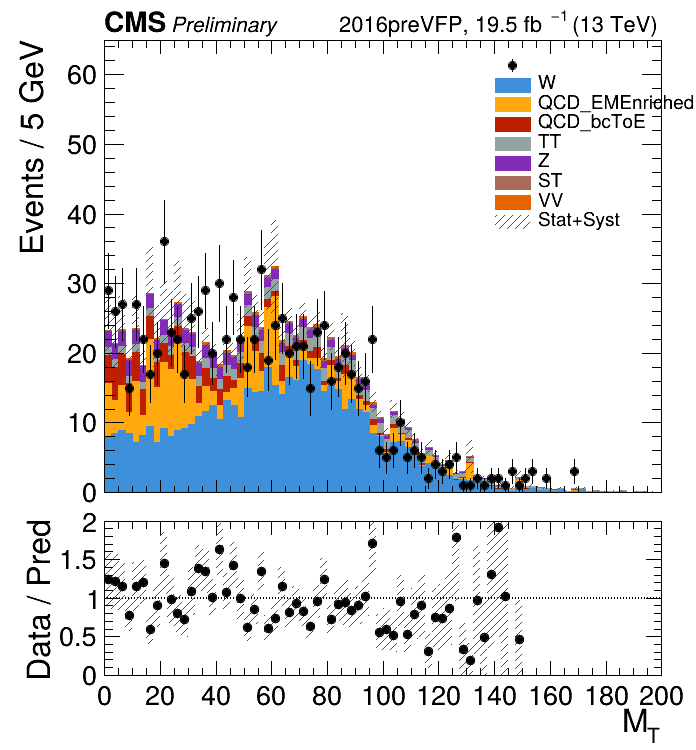 CMS Preliminary 2016preVFP, 19.5 fb⁻¹ (13 TeV)
Events / 5 GeV
60
50
40
30
20
10
0
W
QCD_EMEnriched
QCD_bcToE
TT
Z
ST
VV
Stat+Syst
Data / Pred
2
1.5
1
0.5
0
0 20 40 60 80 100 120 140 160 180 200
M_T